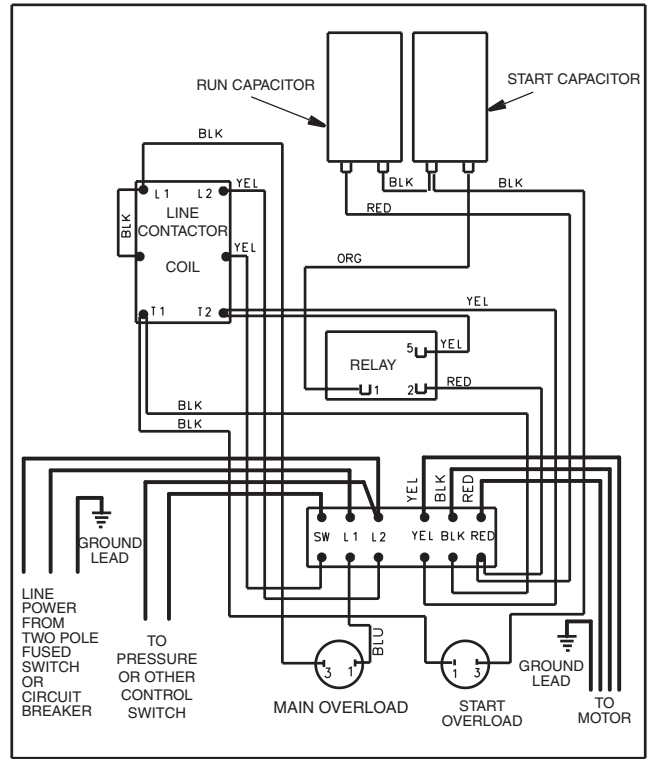 RUN CAPACITOR
START CAPACITOR
BLK
L1
L2
YEL
BLK
BLK
RED
BLK
LINE
CONTACTOR
COIL
YEL
ORG
T1
T2
YEL
5
YEL
RELAY
1
2
RED
BLK
BLK
YEL
BLK
RED
SW
L1
L2
YEL
BLK
RED
GROUND
LEAD
LINE
POWER
FROM
TWO POLE
FUSED
SWITCH
OR
CIRCUIT
BREAKER
TO
PRESSURE
OR OTHER
CONTROL
SWITCH
BLU
3
1
MAIN OVERLOAD
1
3
START
OVERLOAD
GROUND
LEAD
TO
MOTOR